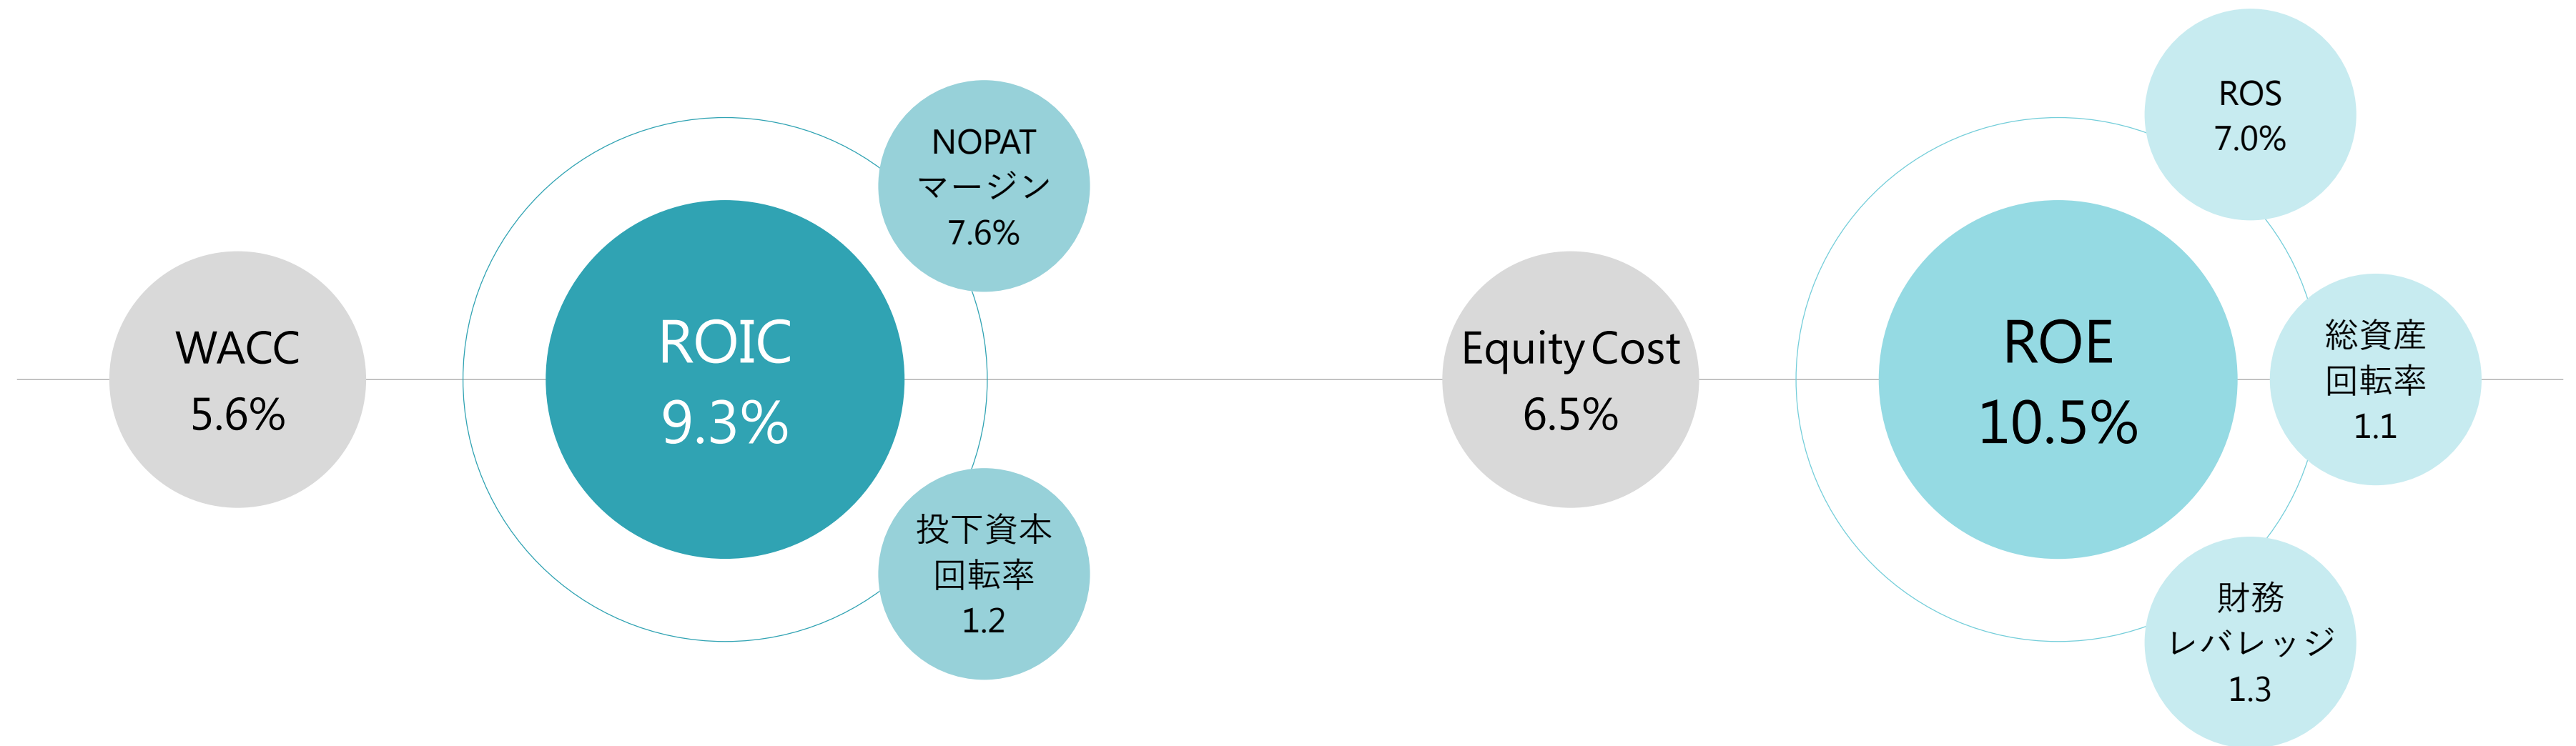 WACC
5.6%
ROIC
9.3%
NOPAT
マージン
7.6%
投下資本
回転率
1.2
Equity Cost
6.5%
ROE
10.5%
ROS
7.0%
総資産
回転率
1.1
財務
レバレッジ
1.3